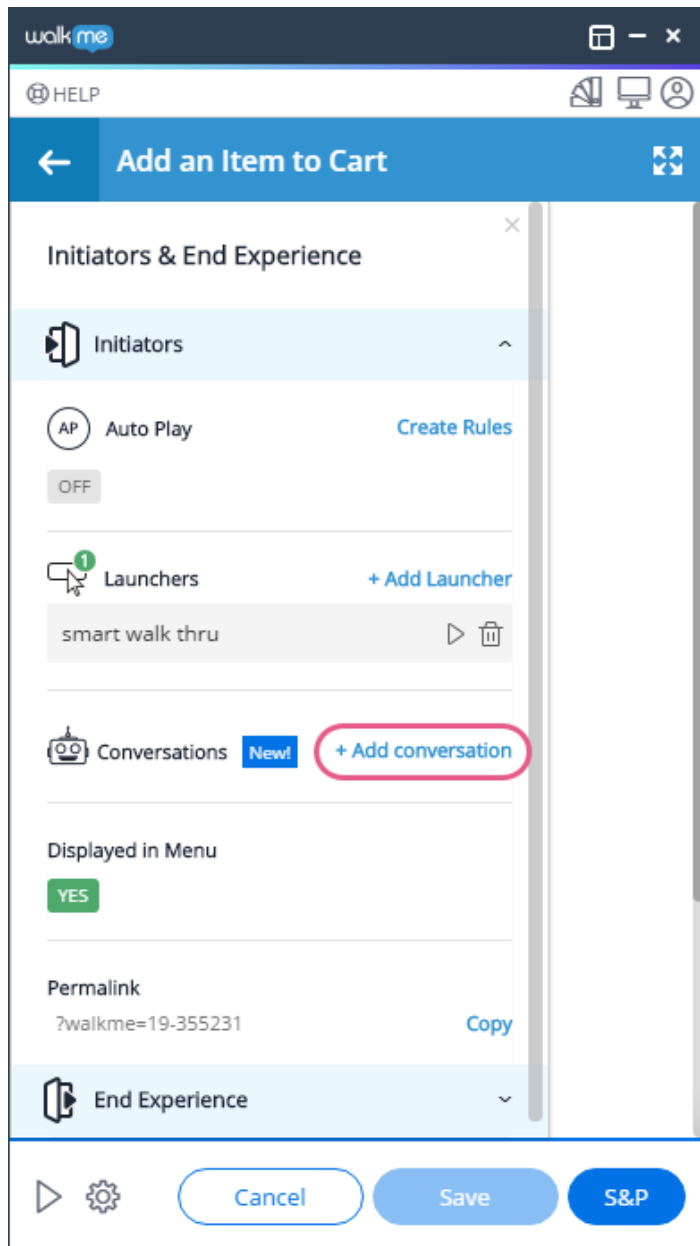 walkme
HELP
Add an Item to Cart
Initiators & End Experience
Initiators
AP Auto Play Create Rules
OFF
1
Launchers + Add Launcher
smart walk thru
Conversations New! + Add conversation
Displayed in Menu
YES
Permalink
?walkme=19-355231 Copy
End Experience
Cancel Save S&P